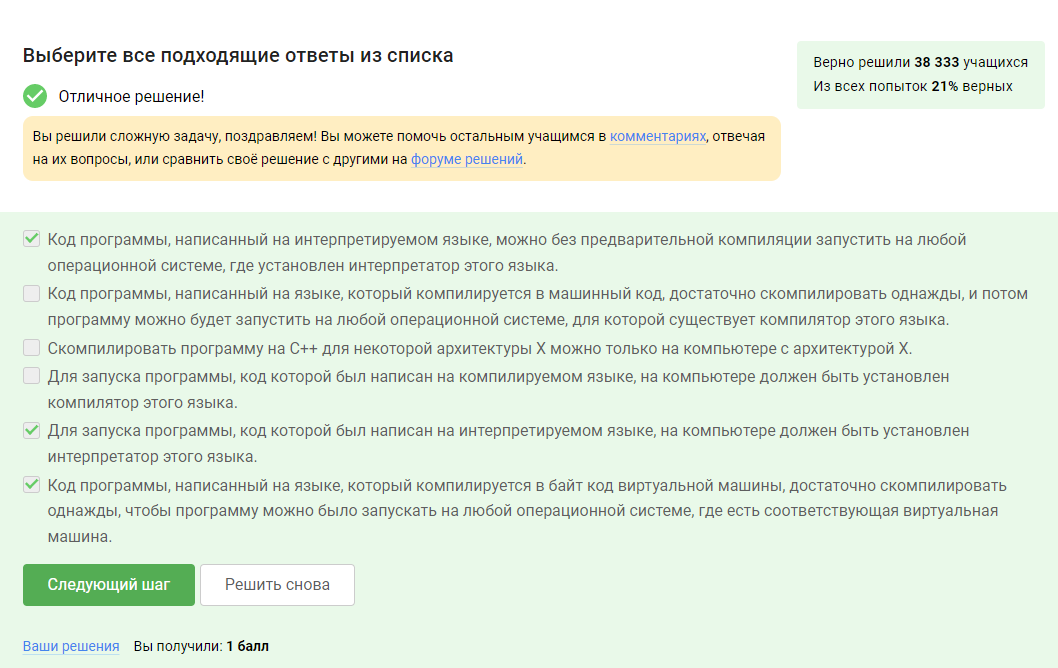 Выберите все подходящие ответы из списка
Верно решили 38 333 учащихся
Из всех попыток 21% верных
Отличное решение!
Вы решили сложную задачу, поздравляем! Вы можете помочь остальным учащимся в комментариях, отвечая
на их вопросы, или сравнить своё решение с другими на форуме решений.
Код программы, написанный на интерпретируемом языке, можно без предварительной компиляции запустить на любой
операционной системе, где установлен интерпретатор этого языка.
Код программы, написанный на языке, который компилируется в машинный код, достаточно скомпилировать однажды, и потом
программу можно будет запустить на любой операционной системе, для которой существует компилятор этого языка.
Скомпилировать программу на C++ для некоторой архитектуры X можно только на компьютере с архитектурой X.
Для запуска программы, код которой был написан на компилируемом языке, на компьютере должен быть установлен
компилятор этого языка.
Для запуска программы, код которой был написан на интерпретируемом языке, на компьютере должен быть установлен
интерпретатор этого языка.
Код программы, написанный на языке, который компилируется в байт код виртуальной машины, достаточно скомпилировать
однажды, чтобы программу можно было запускать на любой операционной системе, где есть соответствующая виртуальная
машина.
Следующий шаг
Решить снова
Ваши решения Вы получили: 1 балл